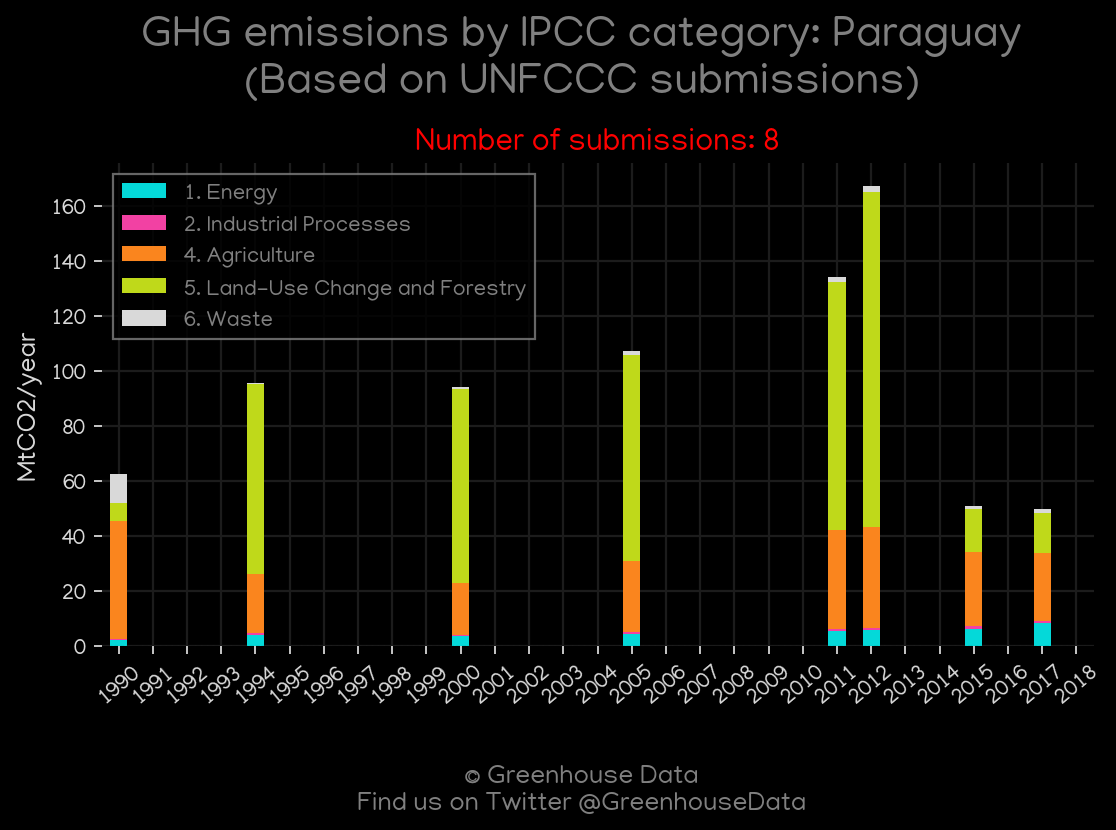 GHG emissions by IPCC category: Paraguay
(Based on UNFCCC submissions)
Number of submissions: 8
1. Energy
2. Industrial Processes
4. Agriculture
5. Land-Use Change and Forestry
6. Waste
MtCO2/year
160
140
120
100
80
60
40
20
0
1990 1991 1992 1993 1994 1995 1996 1997 1998 1999 2000 2001 2002 2003 2004 2005 2006 2007 2008 2009 2010 2011 2012 2013 2014 2015 2016 2017 2018
© Greenhouse Data
Find us on Twitter @GreenhouseData